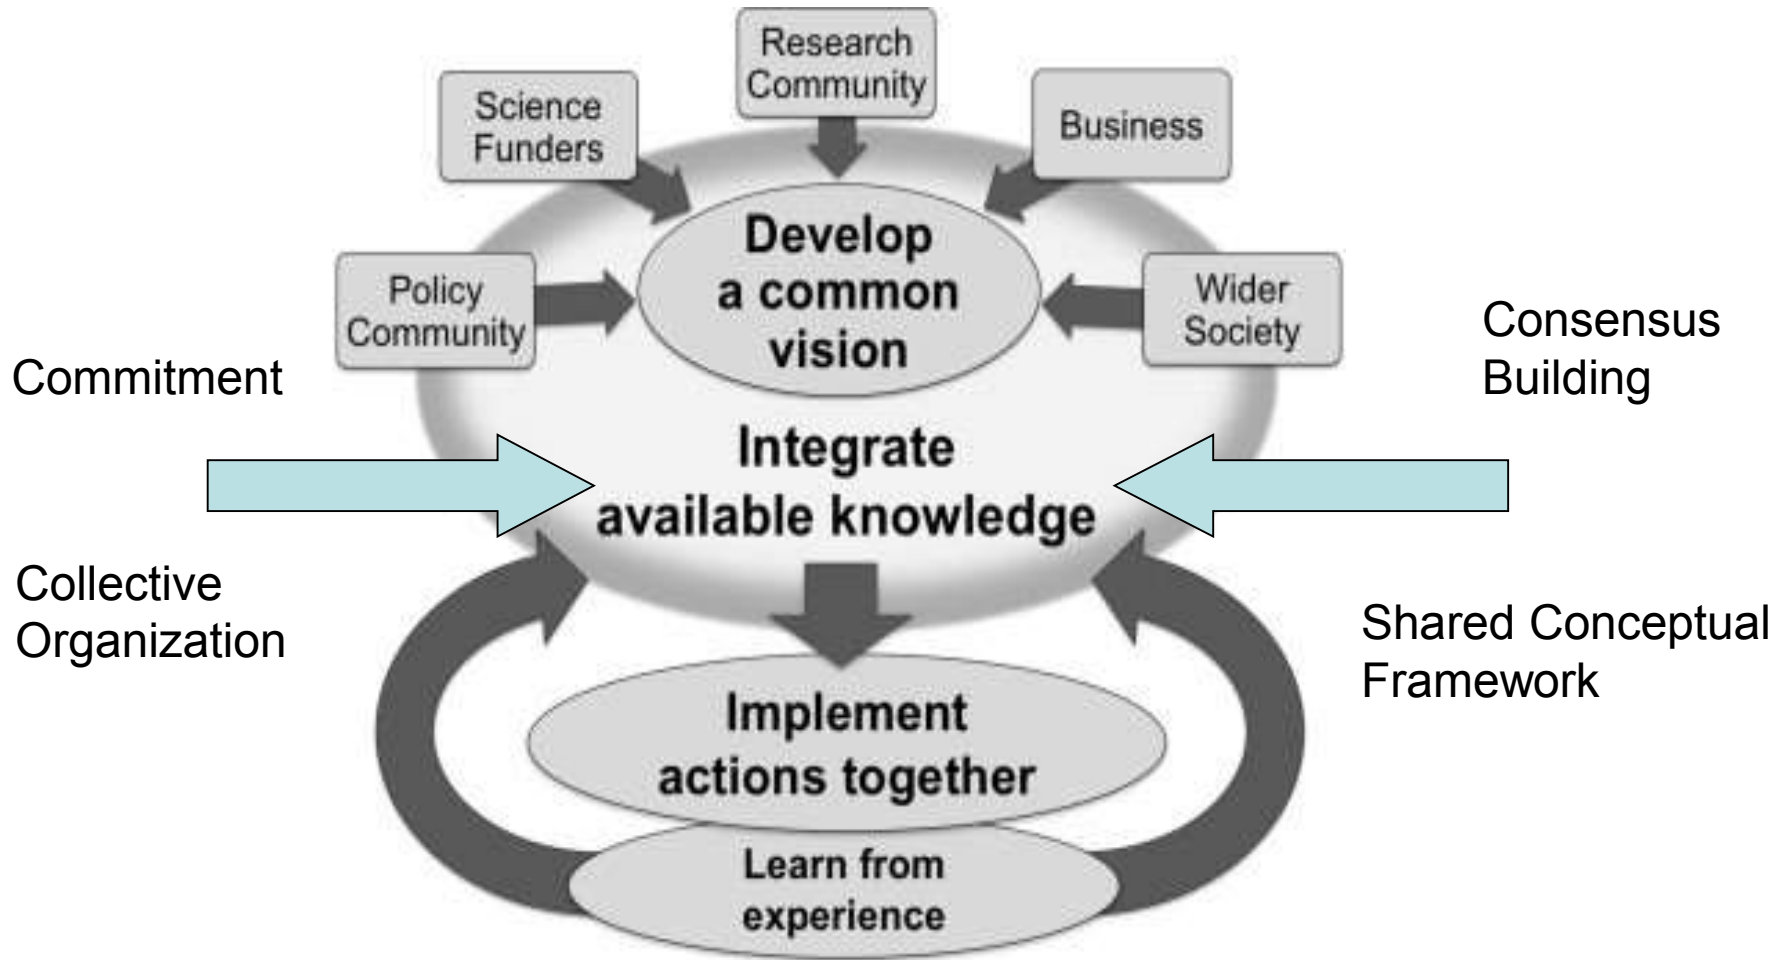 Research
Community
Science
Funders
Business
Develop
a common
vision
Policy
Community
Wider
Society
Commitment
Consensus
Building
Integrate
available knowledge
Collective
Organization
Shared Conceptual
Framework
Implement
actions together
Learn from
experience